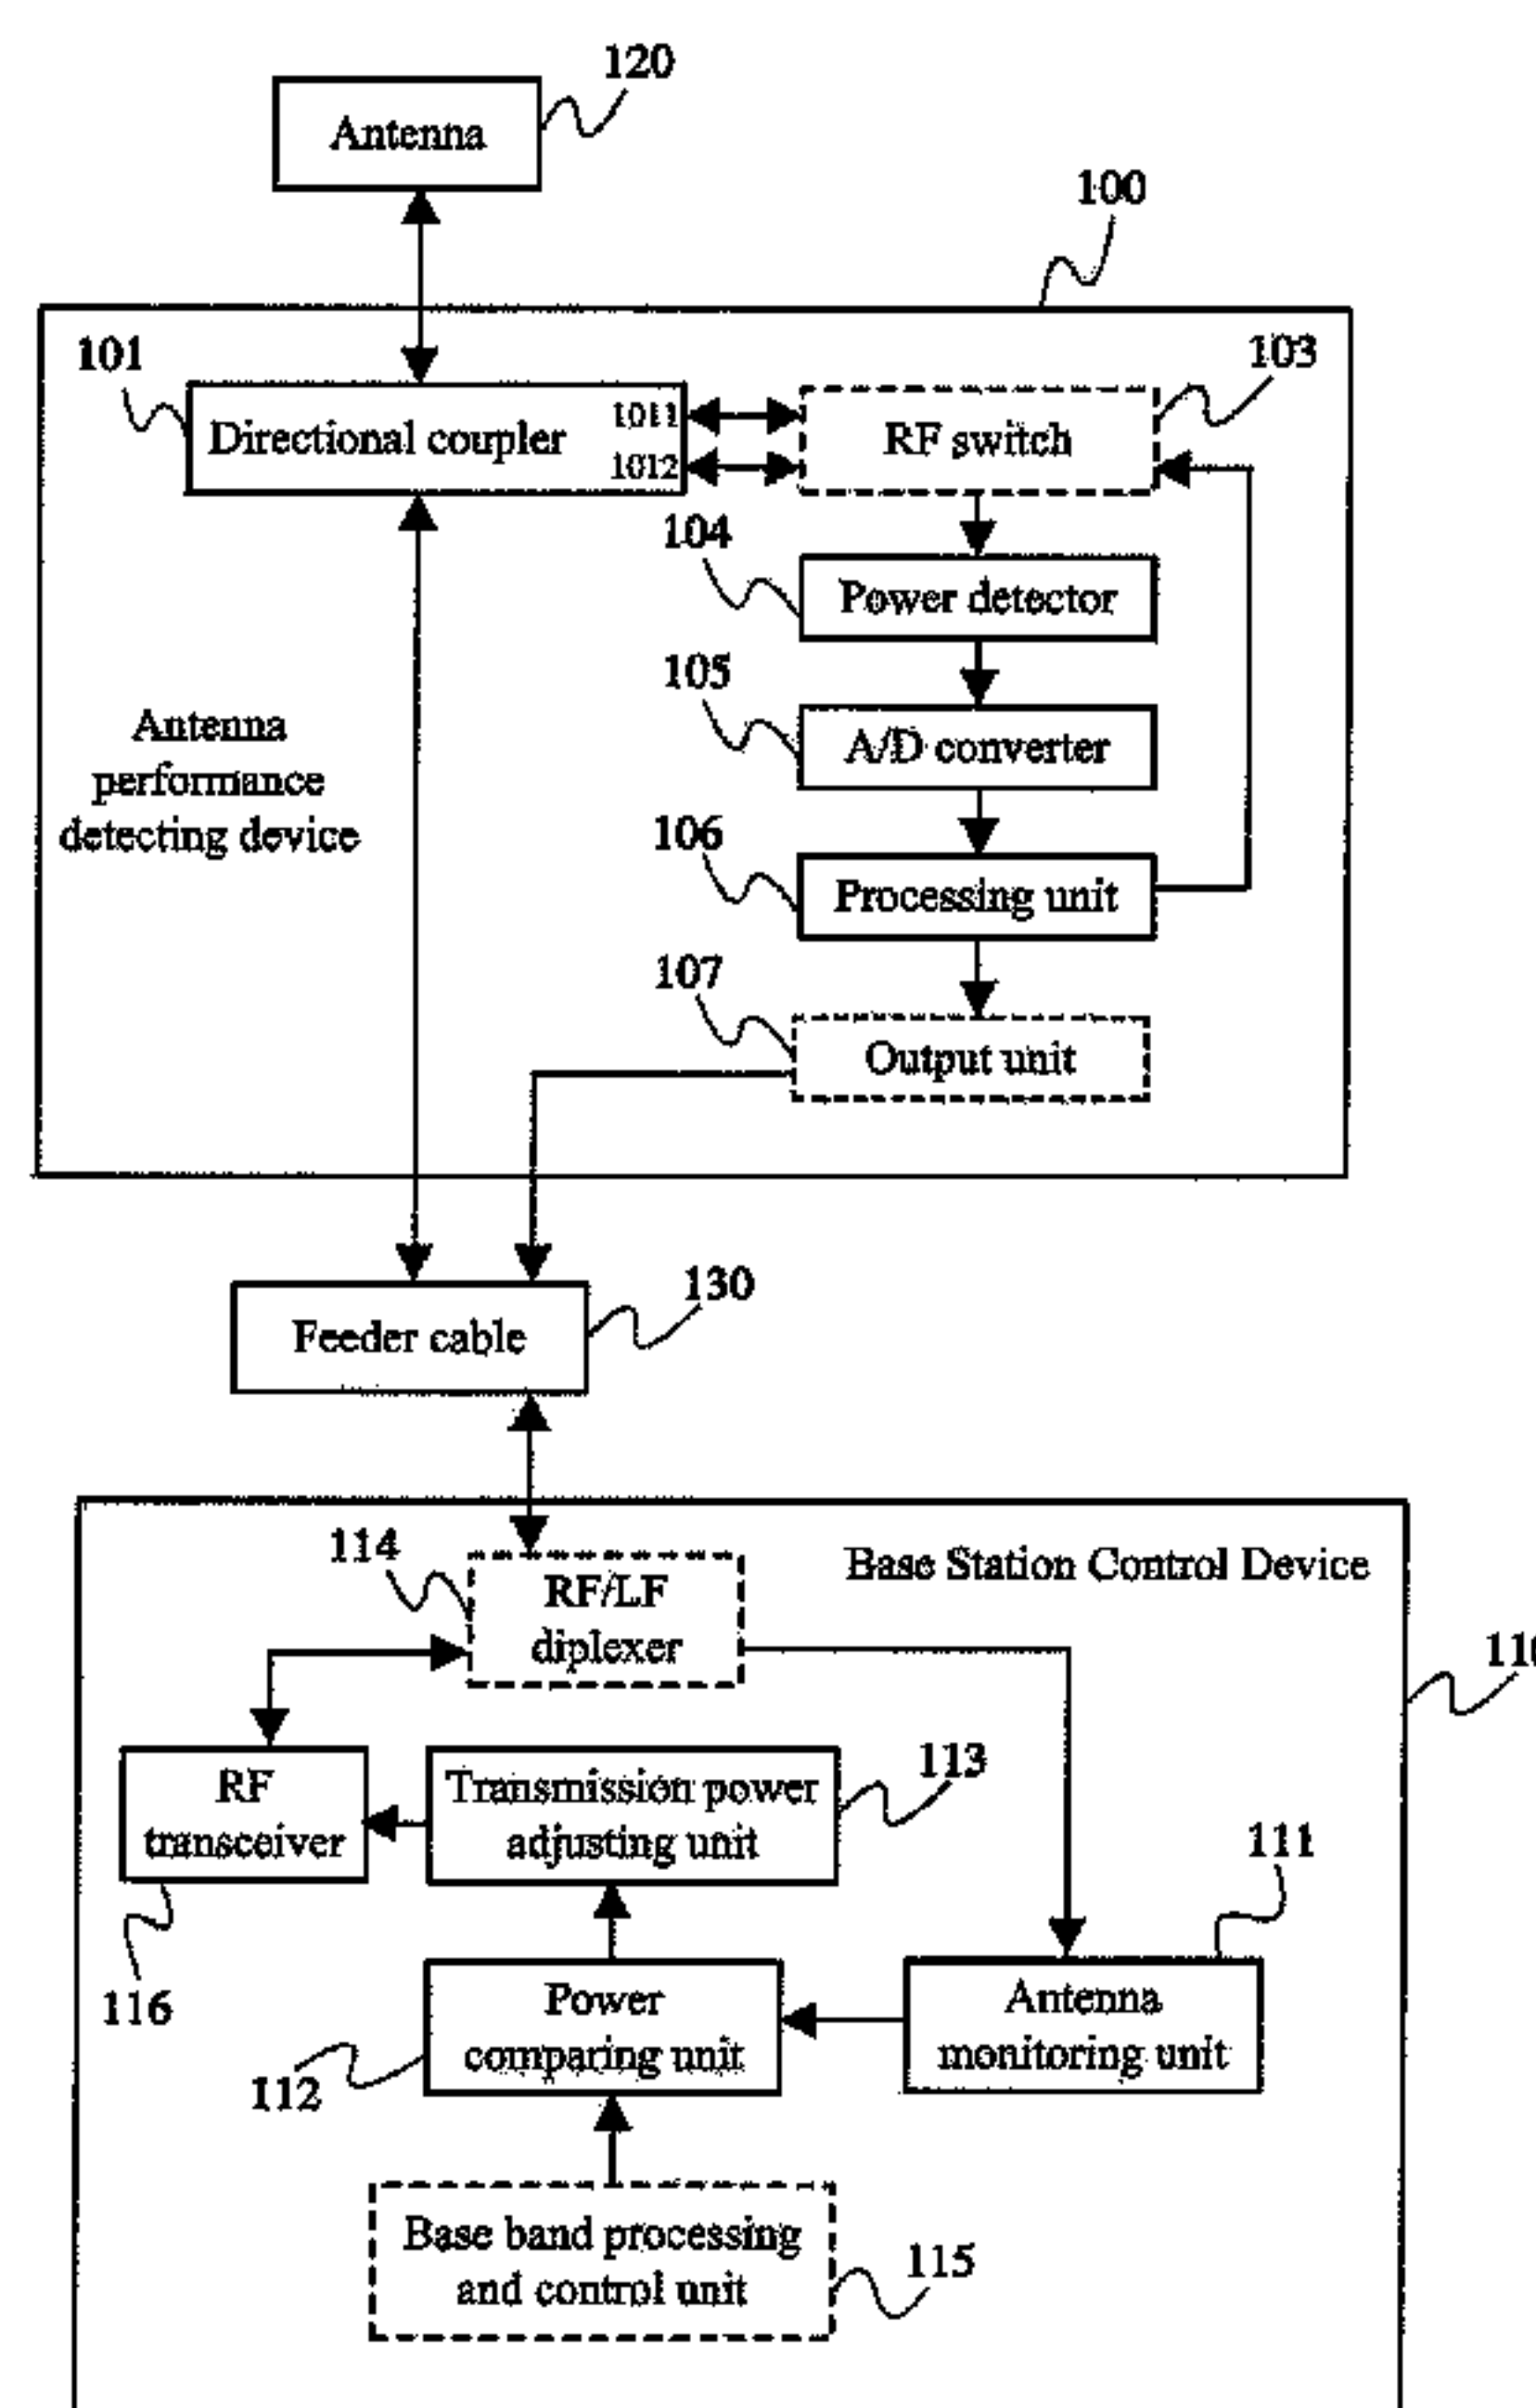 120
Antenna
100
101
103
Directional coupler
1011
1012
RF switch
104
Power detector
105
A/D converter
Antenna
performance
detecting device
106
Processing unit
107
Output unit
130
Feeder cable
114
RF/LF
diplexer
Base Station Control Device
RF
transceiver
Transmission power
adjusting unit
113
111
116
Power
comparing unit
Antenna
monitoring unit
112
Base band processing
and control unit
115